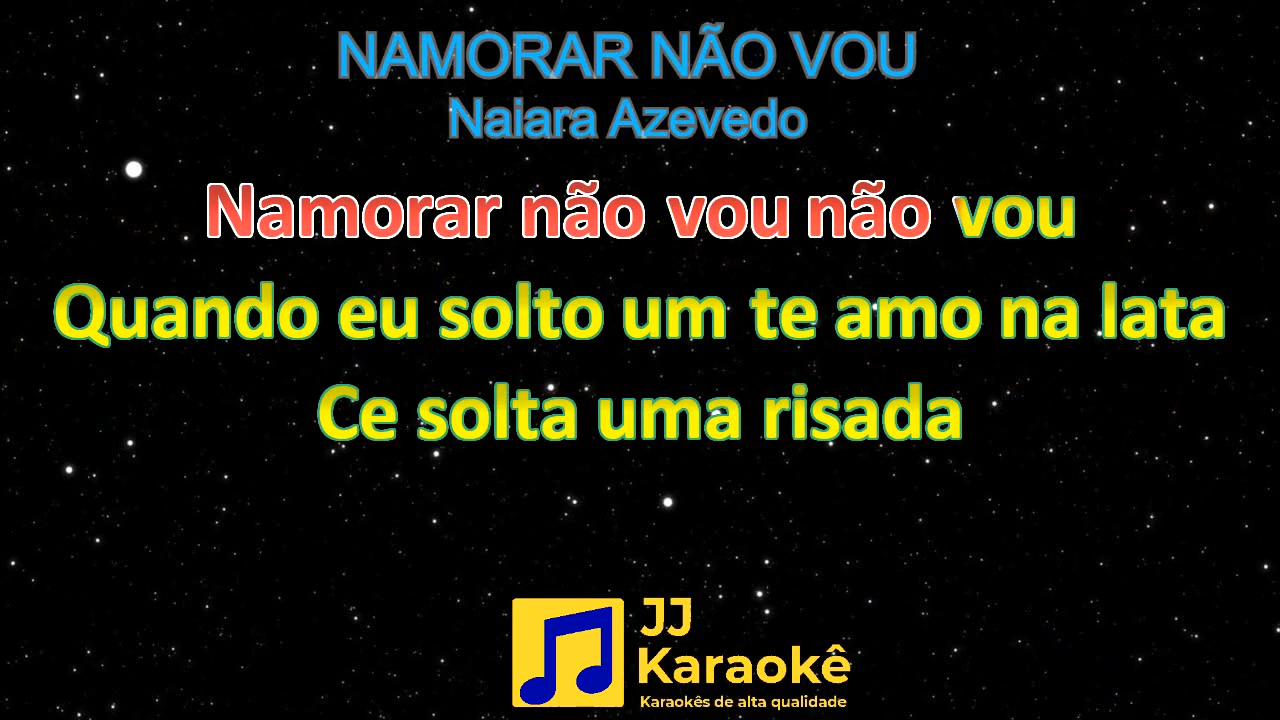 NAMORAR NÃO VOU
Naiara Azevedo
Namorar não vou não vou
Quando eu solto um te amo na lata
Ce solta uma risada
JJ
Karaokê
Karaokês de alta qualidade